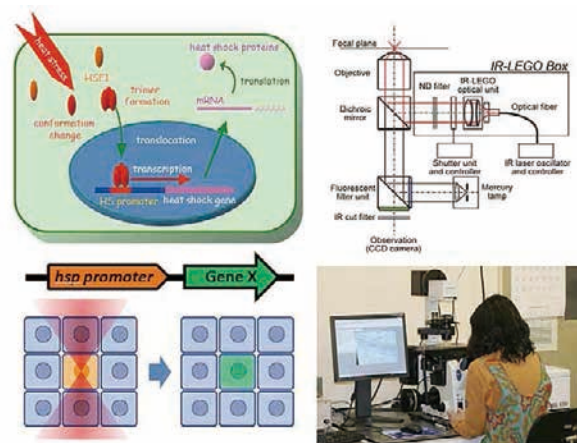 heat stress
HSF1
trimer
formation
conformation
change
heat shock proteins
translation
mRNA
translocation
transcription
HS promoter
heat shock gene
Focal plane
Objective
IR-LEGO Box
ND filter
IR-LEGO
optical unit
Optical fiber
Dichroic
mirror
Shutter unit
and controller
IR laser oscilator
and controller
Fluorescent
filter unit
Mercury
lamp
IR cut filter
Observation
(CCD camera)
hsp promoter
Gene X